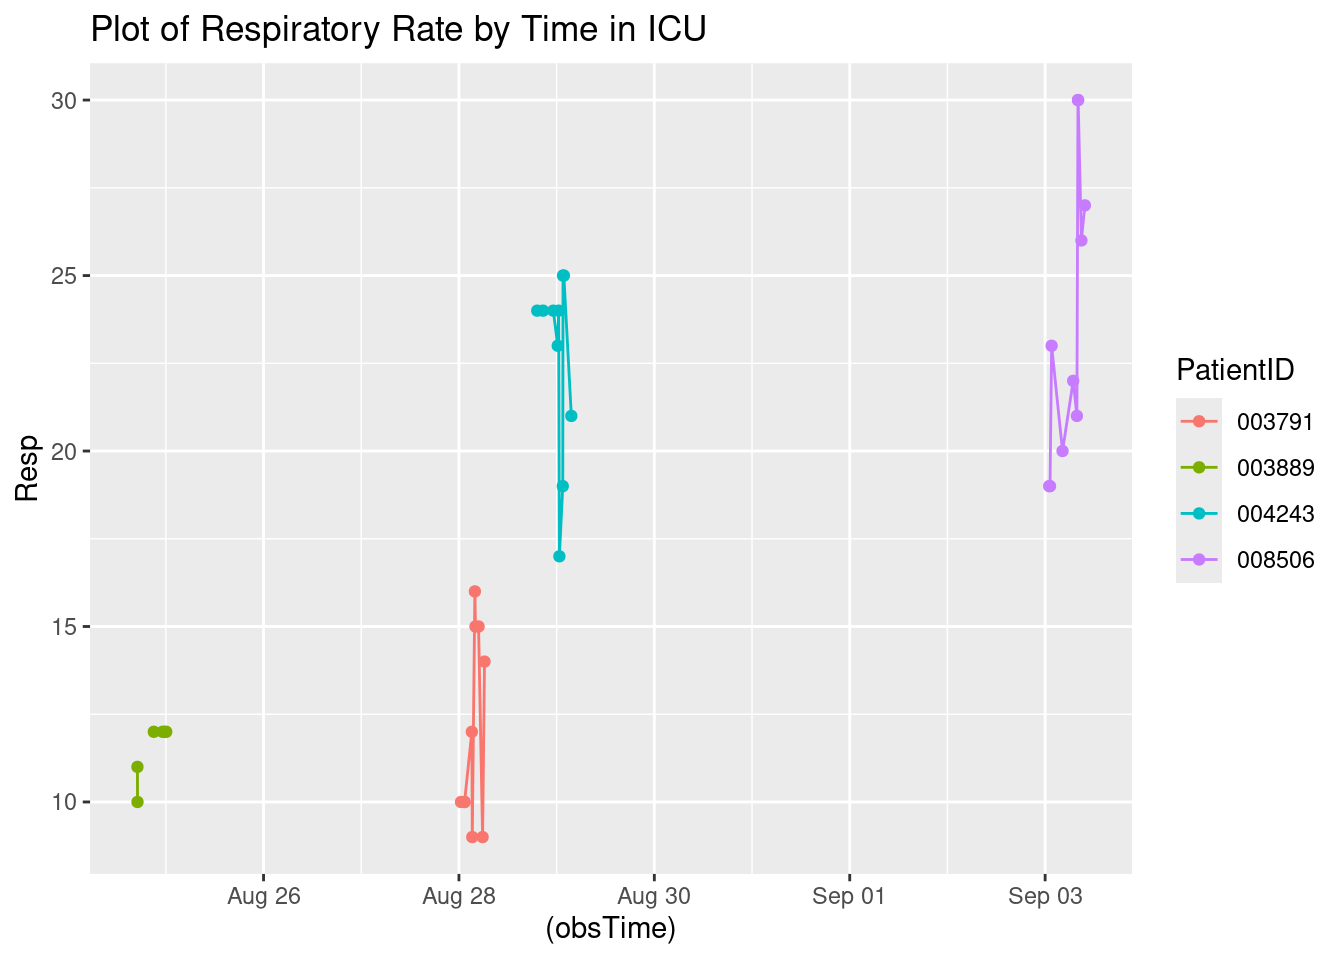 Plot of Respiratory Rate by Time in ICU
30
25
20
15
10
Resp
Aug 26
Aug 28
Aug 30
Sep 01
Sep 03
(obsTime)
PatientID
003791
003889
004243
008506